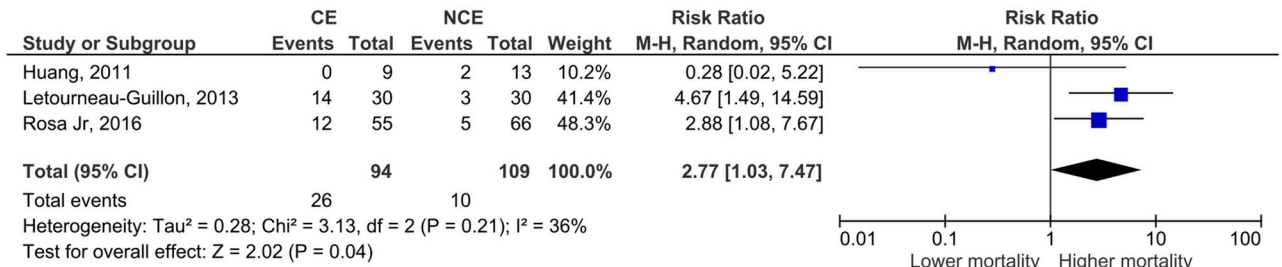 CE NCE Risk Ratio Risk Ratio
Study or Subgroup Events Total Events Total Weight M-H, Random, 95% CI M-H, Random, 95% CI
Huang, 2011 0 9 2 13 10.2% 0.28 [0.02, 5.22]
Letourneau-Guillon, 2013 14 30 3 30 41.4% 4.67 [1.49, 14.59]
Rosa Jr, 2016 12 55 5 66 48.3% 2.88 [1.08, 7.67]
Total (95% CI) 94 109 100.0% 2.77 [1.03, 7.47]
Total events 26 10
Heterogeneity: Tau² = 0.28; Chi² = 3.13, df = 2 (P = 0.21); I² = 36%
Test for overall effect: Z = 2.02 (P = 0.04)
0.01 0.1 1 10 100
Lower mortality Higher mortality